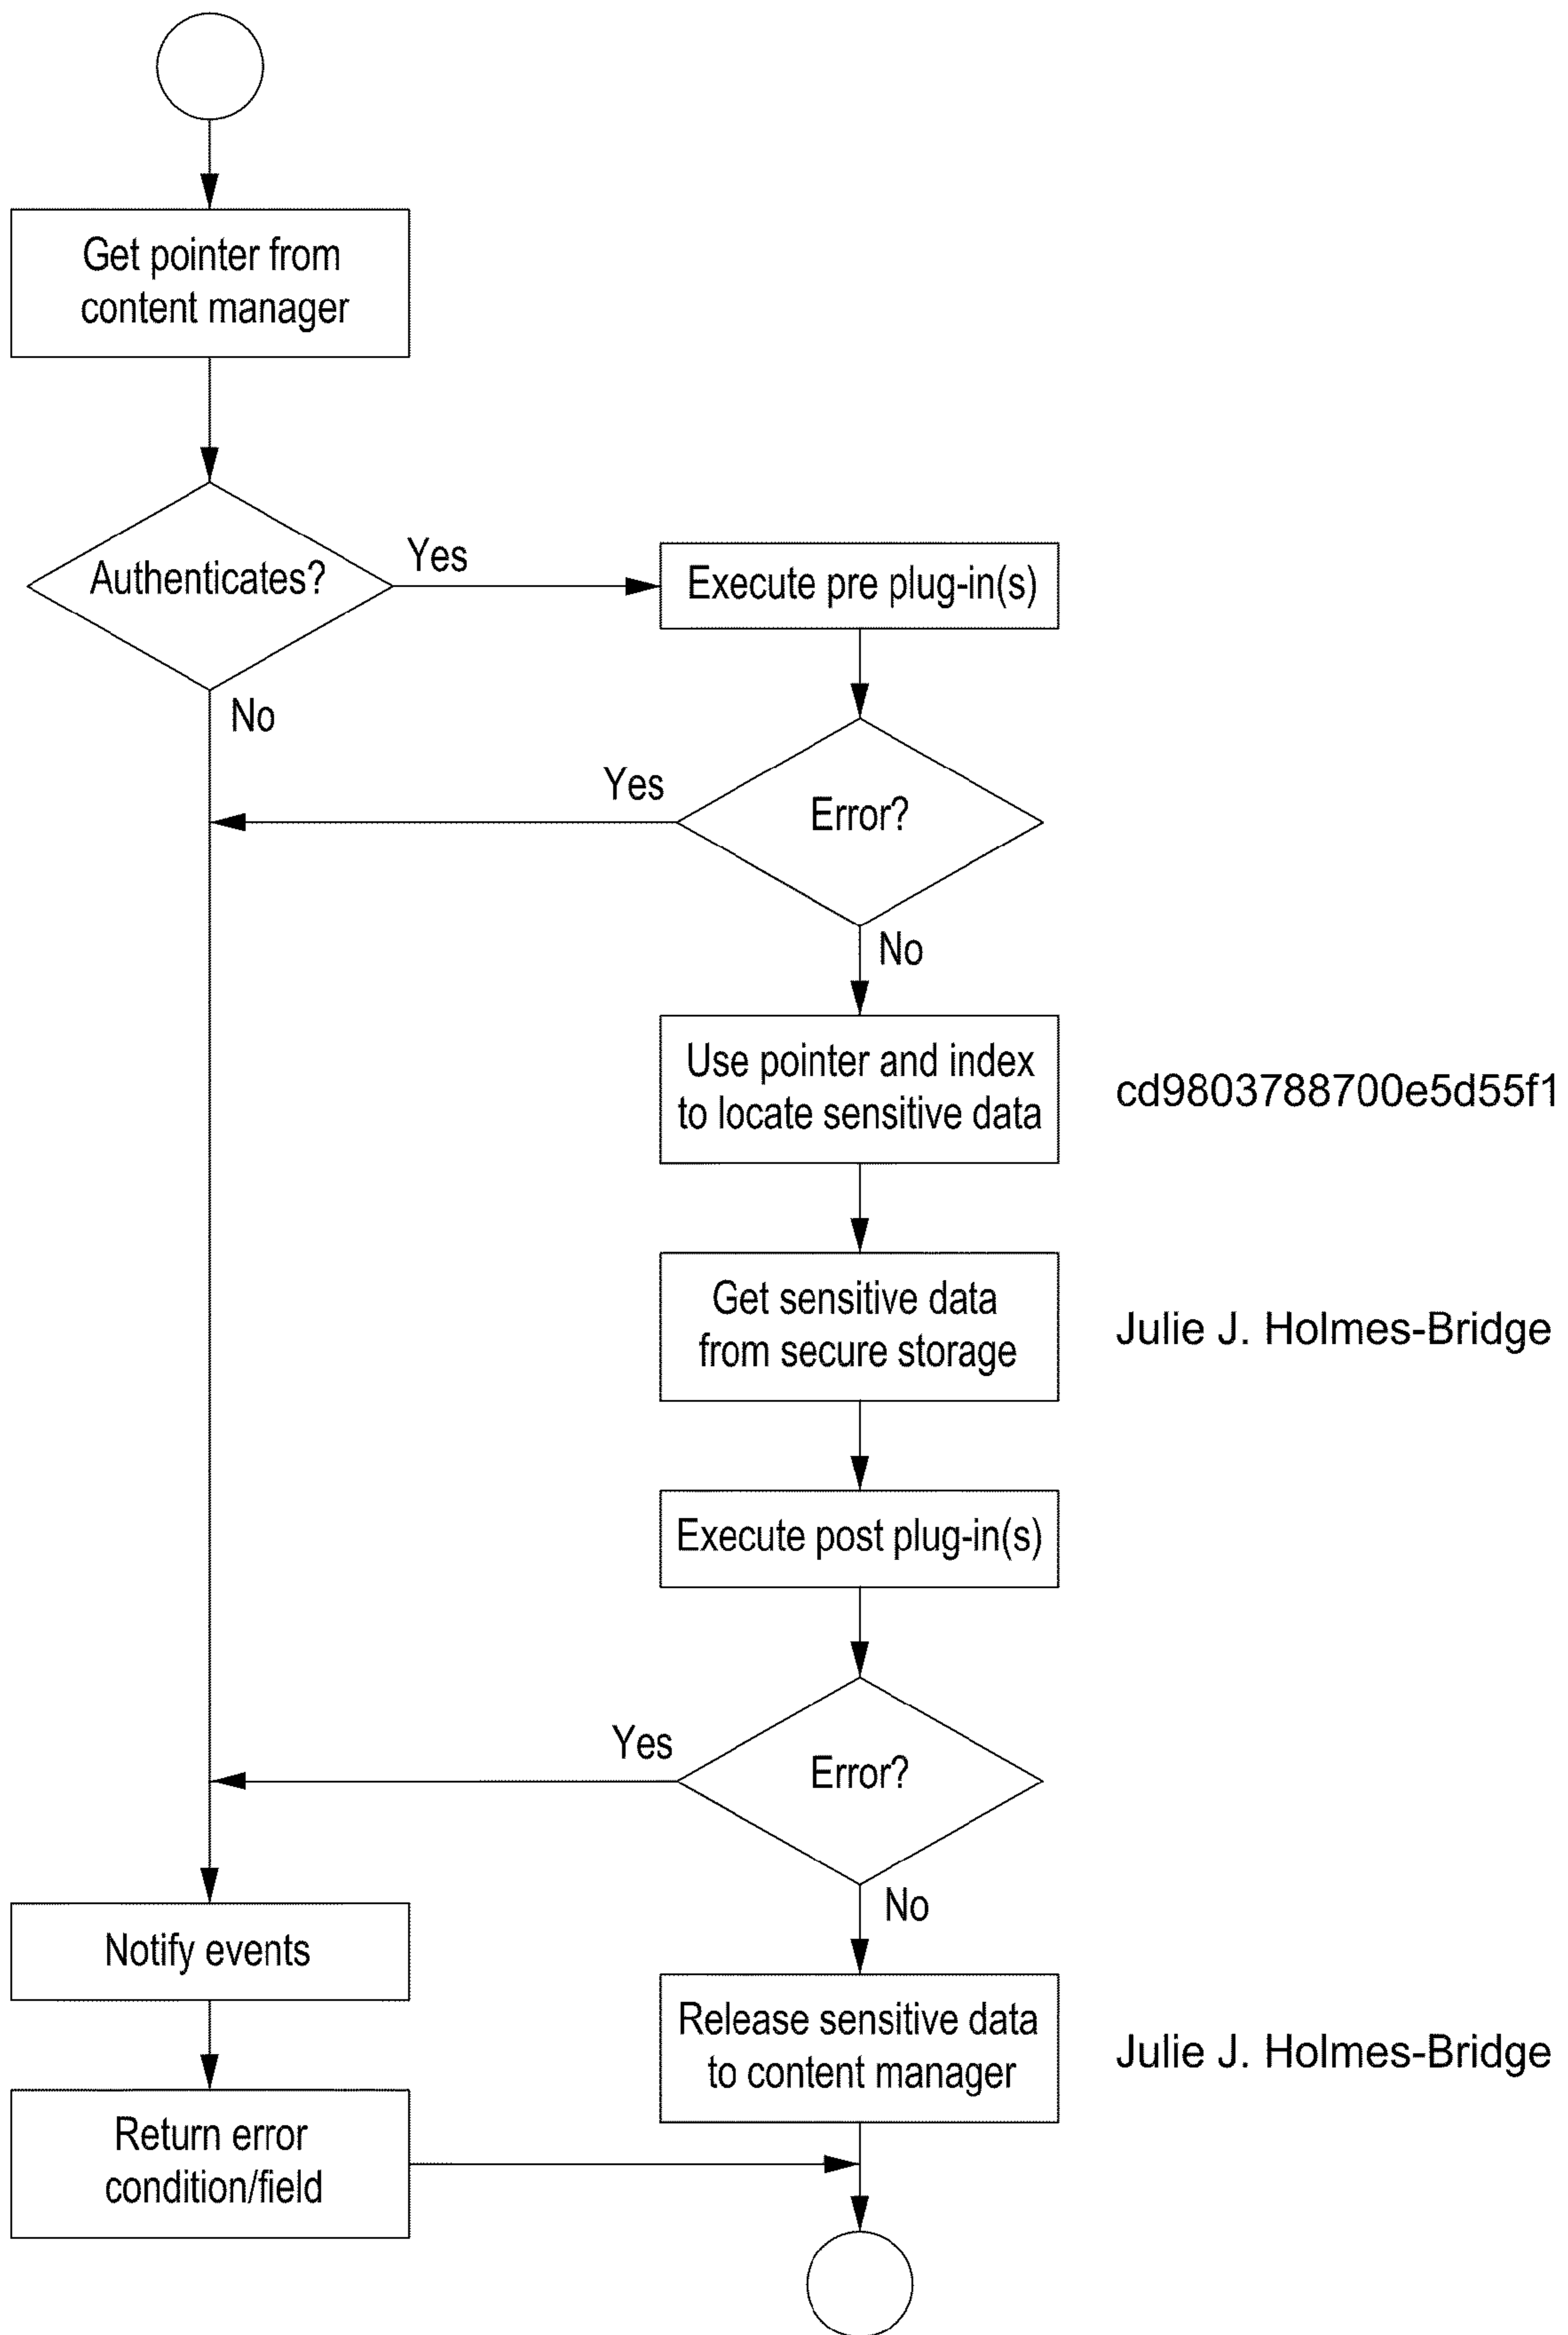 Get pointer from
content manager
Authenticates?
Yes
Execute pre plug-in(s)
No
Yes
Error?
No
Use pointer and index
to locate sensitive data
cd9803788700e5d55f1
Get sensitive data
from secure storage
Julie J. Holmes-Bridge
Execute post plug-in(s)
Yes
Error?
No
Notify events
Release sensitive data
to content manager
Julie J. Holmes-Bridge
Return error
condition/field